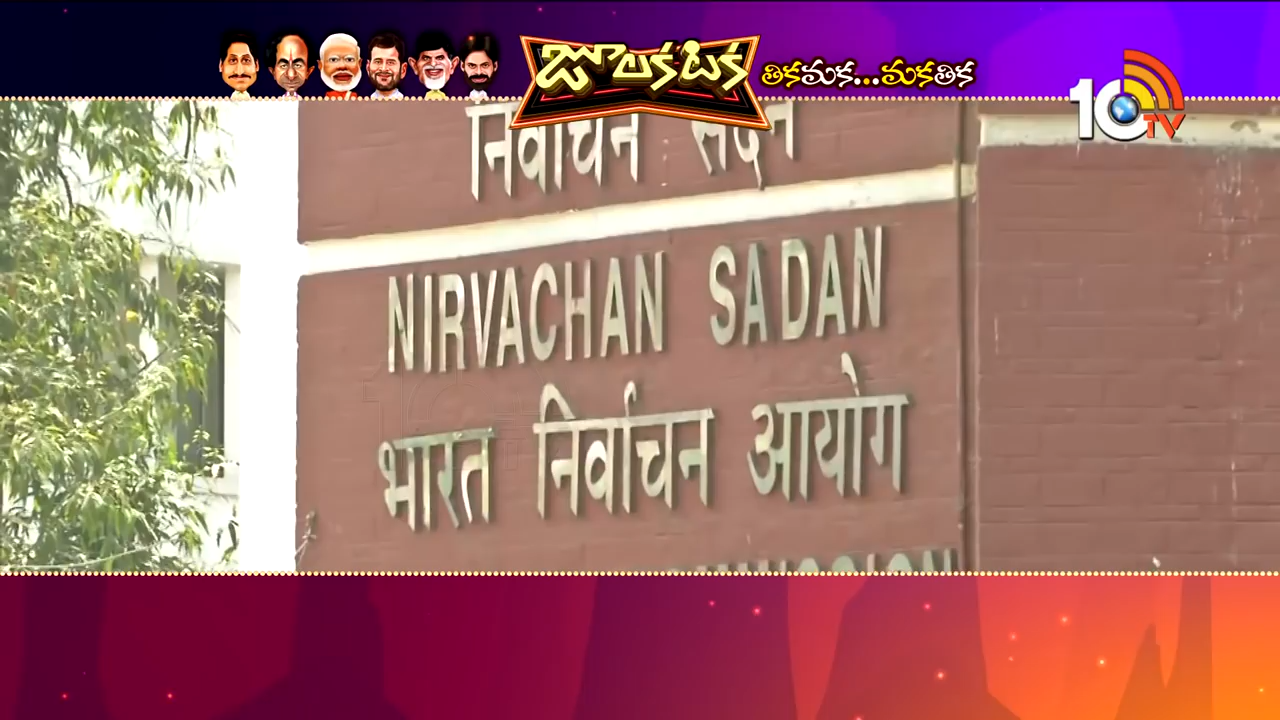 జూలకటక తికమక...మకతిక
10TV
निर्वाचन सदन
NIRVACHAN SADAN
भारत निर्वाचन आयोग